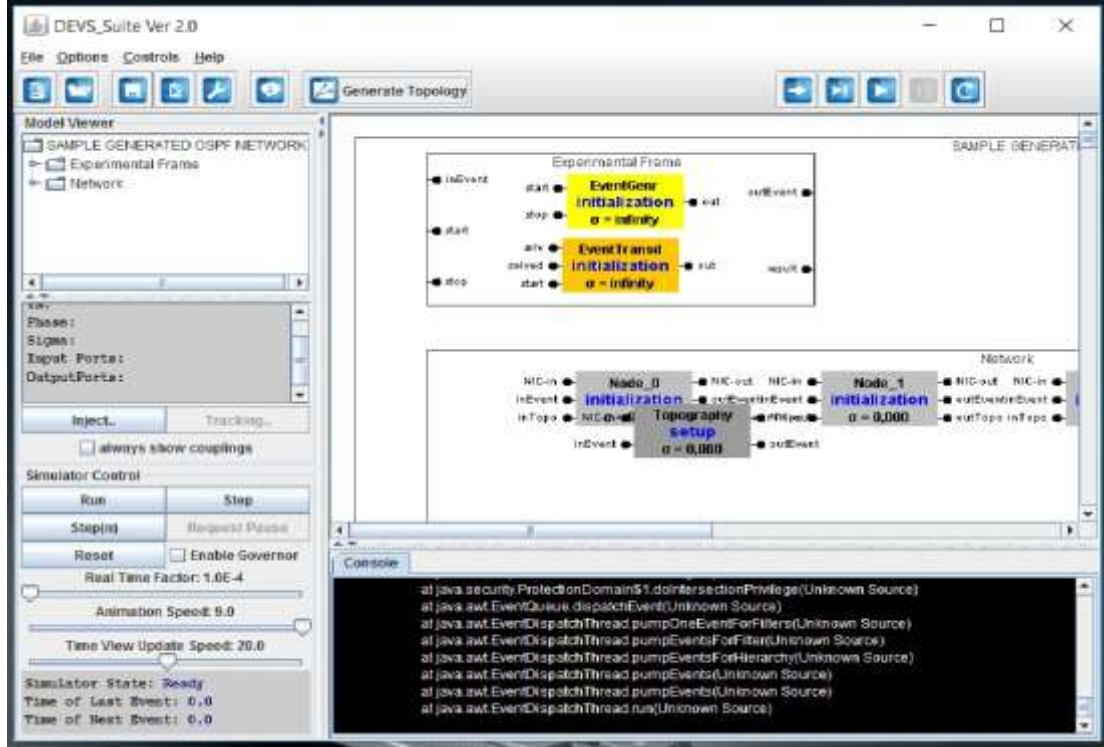 DEVS_Suite Ver 2.0
File Options Controls Help
Generate Topology
Model Viewer
SAMPLE GENERATED OSPF NETWORK
Experimental Frame
Network
Phase:
Sigma:
Input Ports:
OutputPorts:
Inject..
Tracking..
always show couplings
Simulator Control
Run Step
Step(n) Request Pause
Reset Enable Governor
Real Time Factor: 1.0E-4
Animation Speed: 9.0
Time View Update Speed: 20.0
Simulator State: Ready
Time of Last Event: 0.0
Time of Next Event: 0.0
SAMPLE GENERATE
Experimental Frame
inEvent start EventGenr outEvent
initialization out
stop σ = infinity
start
ariv EventTransd
solved initialization out result
stop start σ = infinity
Network
NIC-in Node_0 NIC-out NIC-in Node_1 NIC-out NIC-in
inEvent initialization outEvent inEvent initialization outEvent inEvent
inTopo Topography σ = 0,000 outTopo inTopo
setup
inEvent σ = 0,000 outEvent
Console
at java.security.ProtectionDomain$1.doIntersectionPrivilege(Unknown Source)
at java.awt.EventQueue.dispatchEvent(Unknown Source)
at java.awt.EventDispatchThread.pumpOneEventForFilters(Unknown Source)
at java.awt.EventDispatchThread.pumpEventsForFilter(Unknown Source)
at java.awt.EventDispatchThread.pumpEventsForHierarchy(Unknown Source)
at java.awt.EventDispatchThread.pumpEvents(Unknown Source)
at java.awt.EventDispatchThread.pumpEvents(Unknown Source)
at java.awt.EventDispatchThread.run(Unknown Source)